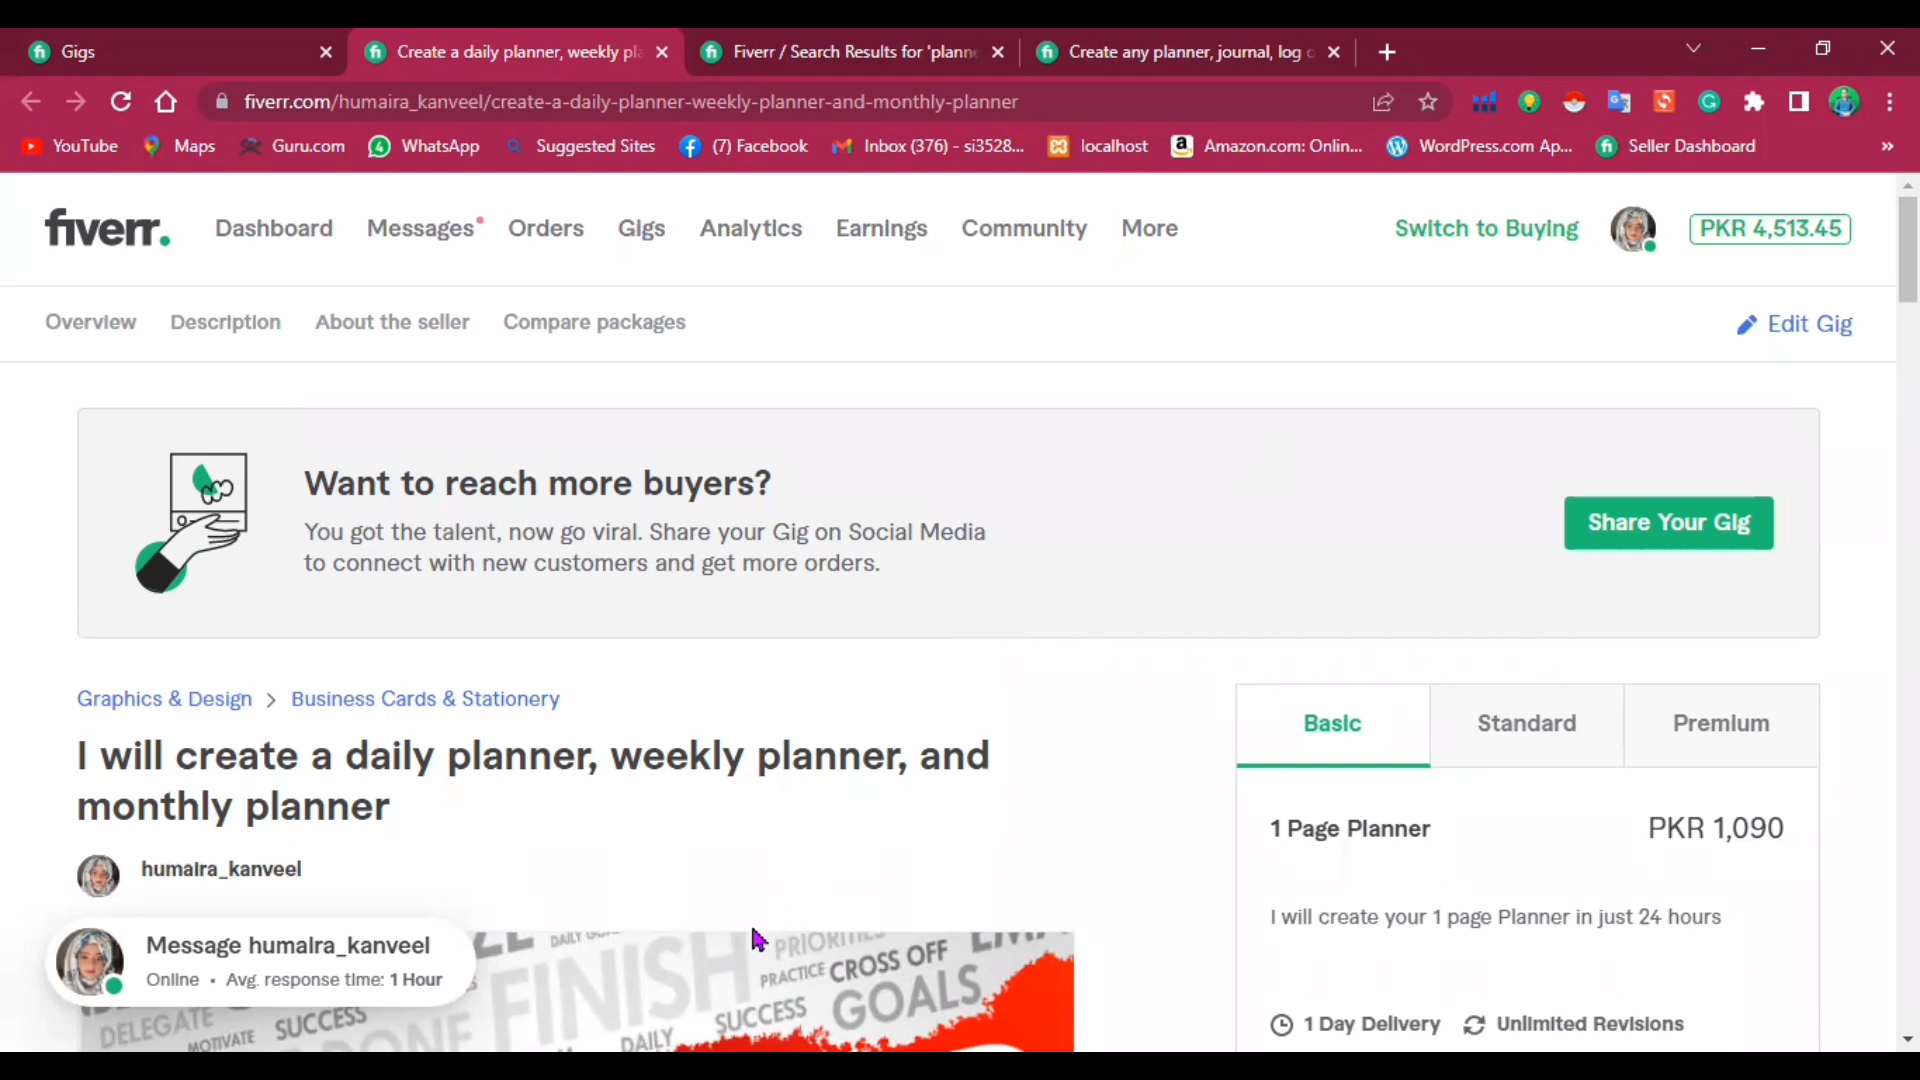 Gigs
Create a daily planner, weekly pla
Fiverr / Search Results for 'plann
Create any planner, journal, log o
fiverr.com/humaira_kanveel/create-a-daily-planner-weekly-planner-and-monthly-planner
YouTube
Maps
Guru.com
WhatsApp
Suggested Sites
(7) Facebook
Inbox (376) - si3528...
localhost
Amazon.com: Onlin...
WordPress.com Ap...
Seller Dashboard
»
fiverr.
Dashboard
Messages
Orders
Gigs
Analytics
Earnings
Community
More
Switch to Buying
PKR 4,513.45
Overview
Description
About the seller
Compare packages
Edit Gig
Want to reach more buyers?
You got the talent, now go viral. Share your Gig on Social Media
to connect with new customers and get more orders.
Share Your Gig
Graphics & Design > Business Cards & Stationery
I will create a daily planner, weekly planner, and
monthly planner
humaira_kanveel
Basic
Standard
Premium
1 Page Planner
PKR 1,090
I will create your 1 page Planner in just 24 hours
1 Day Delivery
Unlimited Revisions
Message humaira_kanveel
Online • Avg. response time: 1 Hour
DAILY
PRIORITIES
FINISH
PRACTICE
CROSS OFF
SUCCESS
GOALS
DELEGATE
MOTIVATE
SUCCESS
DONE
DAILY